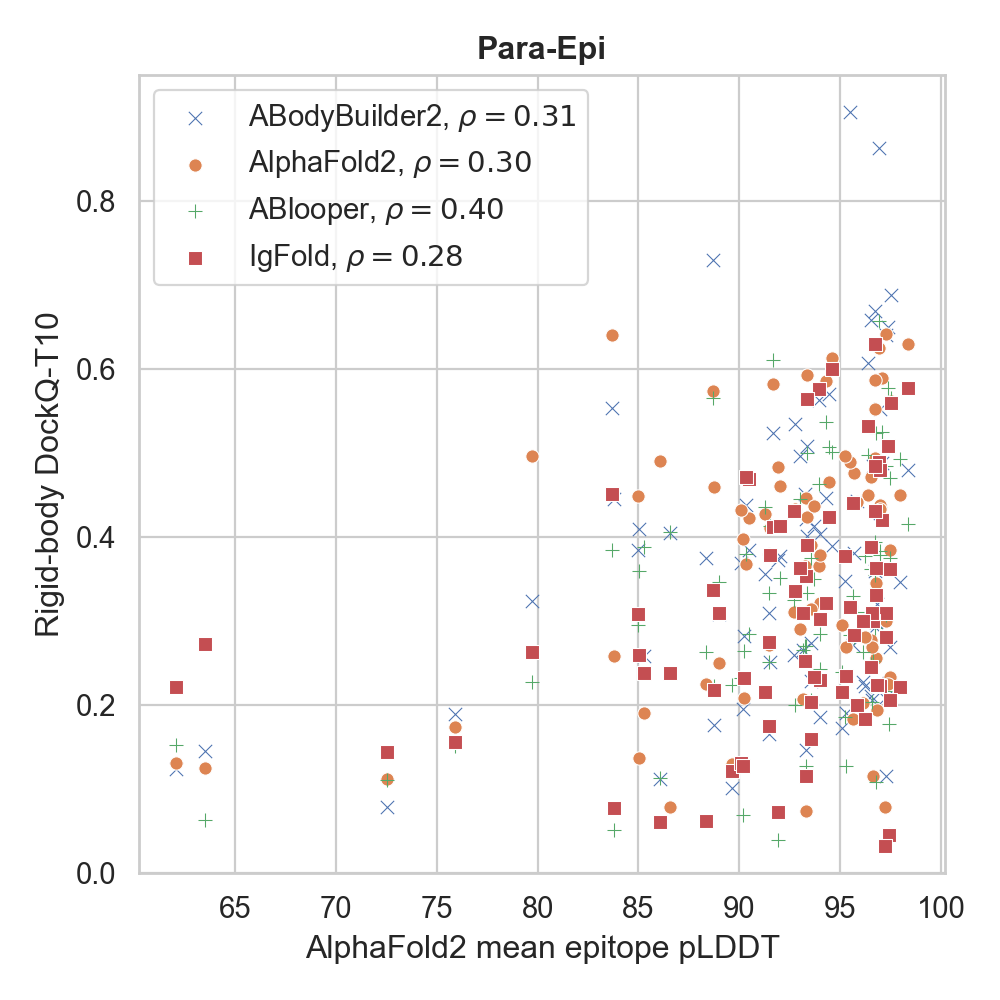 Para-Epi
ABodyBuilder2, ρ = 0.31
AlphaFold2, ρ = 0.30
ABlooper, ρ = 0.40
IgFold, ρ = 0.28
Rigid-body DockQ-T10
0.8
0.6
0.4
0.2
0.0
65 70 75 80 85 90 95 100
AlphaFold2 mean epitope pLDDT